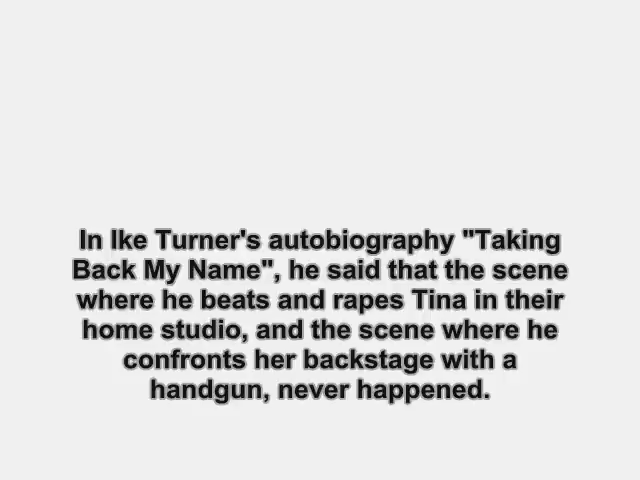 In Ike Turner's autobiography "Taking
Back My Name", he said that the scene
where he beats and rapes Tina in their
home studio, and the scene where he
confronts her backstage with a
handgun, never happened.